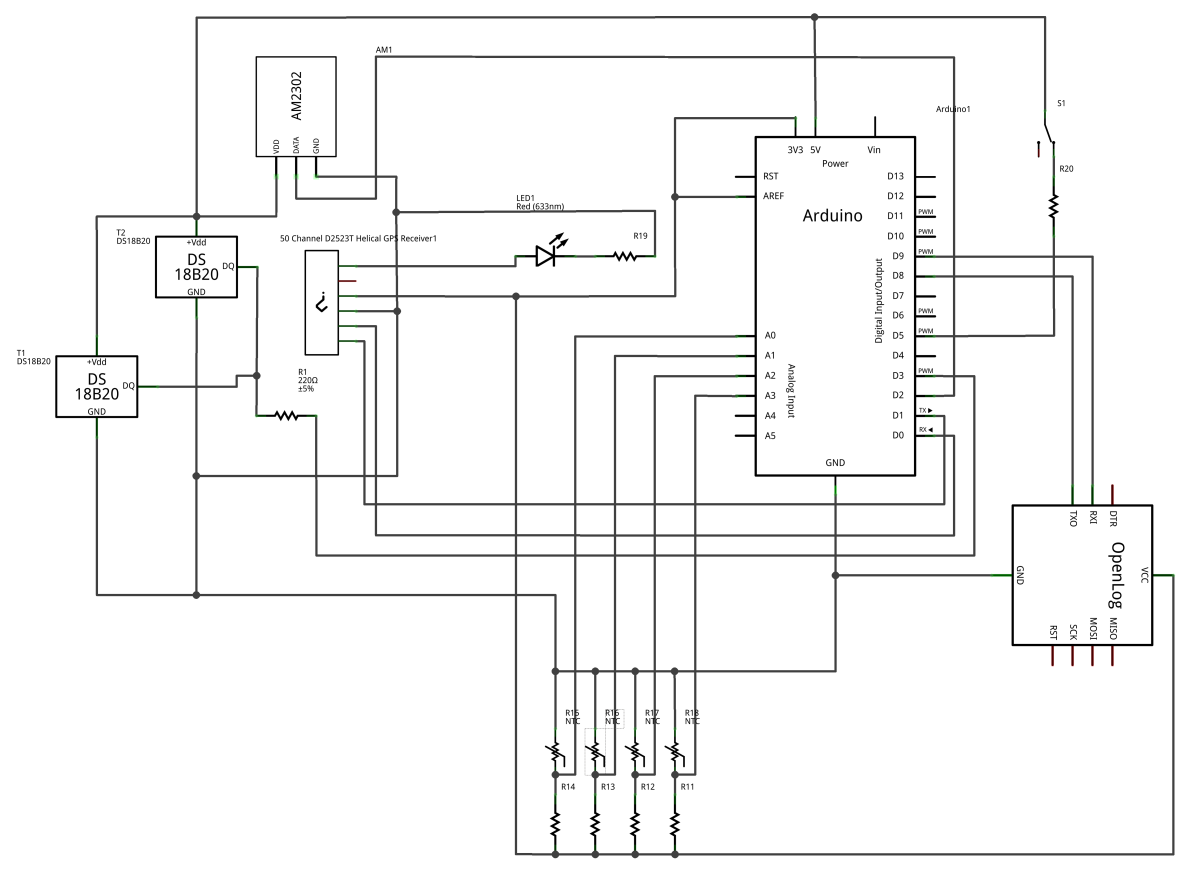 AM1
AM2302
VDD
DATA
GND
Arduino1
S1
3V3
5V
Vin
Power
R20
RST
AREF
Arduino
D13
D12
PWM
D11
PWM
D10
PWM
D9
D8
D7
PWM
D6
PWM
D5
D4
PWM
D3
D2
TX
D1
RX
D0
Digital Input/Output
A0
A1
A2
A3
A4
A5
Analog Input
GND
LED1
Red (633nm)
R19
T2
DS18B20
+Vdd
DS
18B20
DQ
GND
50 Channel D2523T Helical GPS Receiver1
?
T1
DS18B20
+Vdd
DS
18B20
DQ
GND
R1
220Ω
±5%
TXO
RXI
DTR
OpenLog
GND
VCC
RST
SCK
MOSI
MISO
R15
NTC
R16
NTC
R17
NTC
R18
NTC
R14
R13
R12
R11